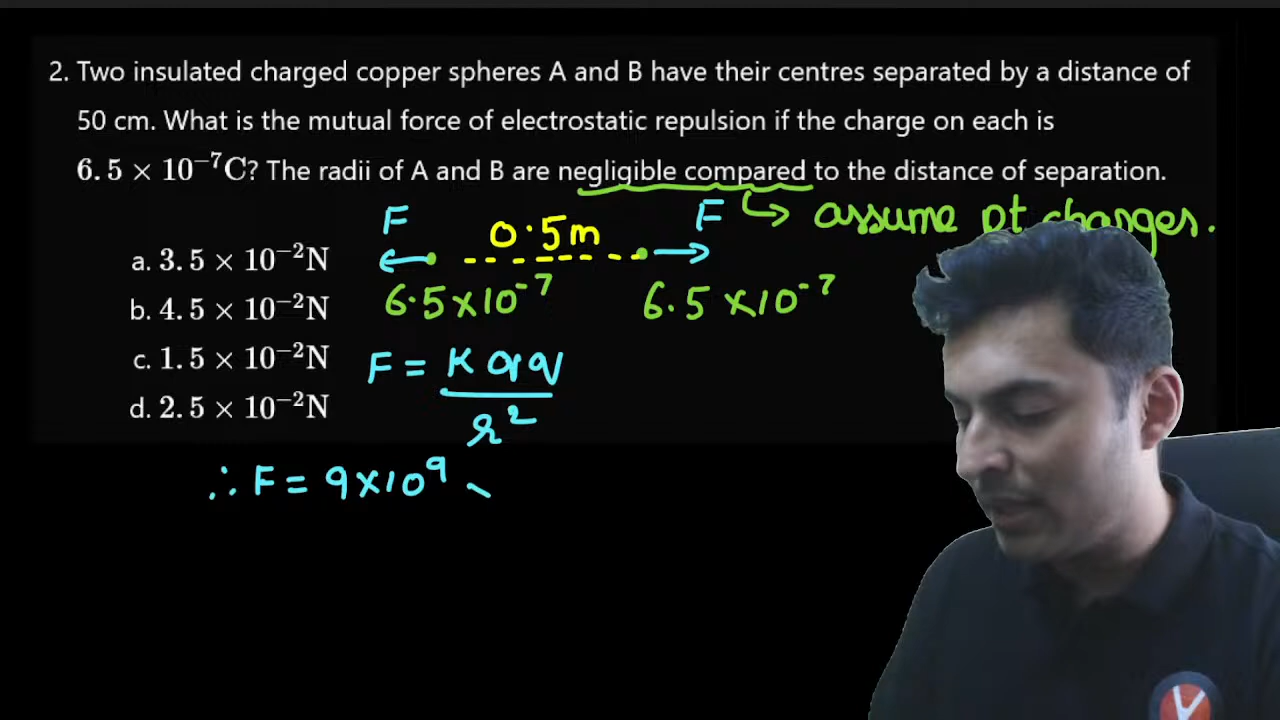 2. Two insulated charged copper spheres A and B have their centres separated by a distance of
50 cm. What is the mutual force of electrostatic repulsion if the charge on each is
6.5 × 10⁻⁷C? The radii of A and B are negligible compared to the distance of separation.
F 0.5m F → assume pt charges.
a. 3.5 × 10⁻²N
6.5×10⁻⁷ 6.5×10⁻⁷
b. 4.5 × 10⁻²N
c. 1.5 × 10⁻²N
F = K q q / r²
d. 2.5 × 10⁻²N
∴ F = 9×10⁹